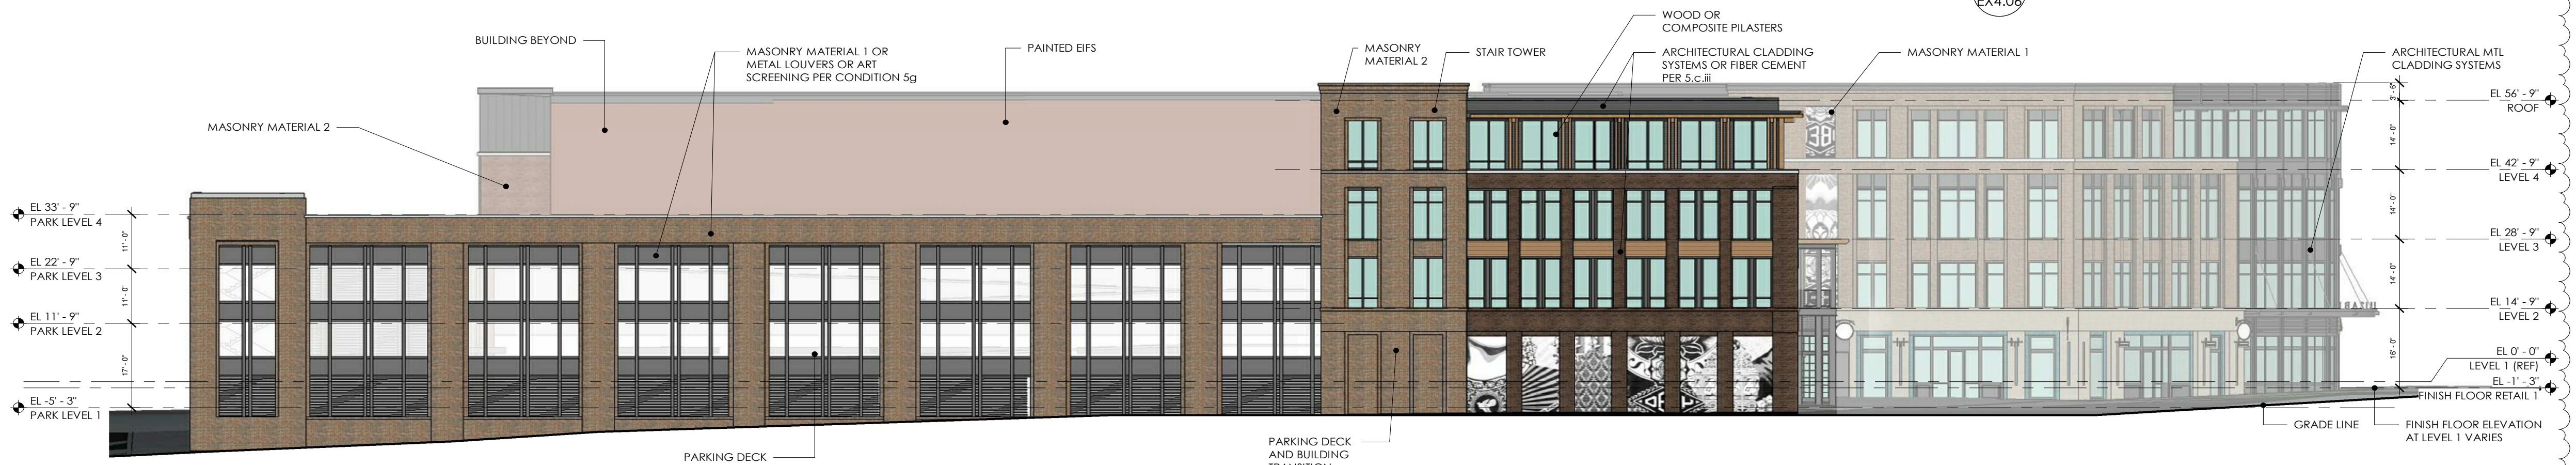 EX4.06
WOOD OR
COMPOSITE PILASTERS
BUILDING BEYOND
MASONRY MATERIAL 1 OR
METAL LOUVERS OR ART
SCREENING PER CONDITION 5g
PAINTED EIFS
MASONRY
MATERIAL 2
STAIR TOWER
ARCHITECTURAL CLADDING
SYSTEMS OR FIBER CEMENT
PER 5.c.iii
MASONRY MATERIAL 1
ARCHITECTURAL MTL
CLADDING SYSTEMS
MASONRY MATERIAL 2
3' - 6"
EL 56' - 9"
ROOF
38
14' - 0"
EL 42' - 9"
LEVEL 4
EL 33' - 9"
PARK LEVEL 4
14' - 0"
11' - 0"
EL 28' - 9"
LEVEL 3
EL 22' - 9"
PARK LEVEL 3
14' - 0"
11' - 0"
EL 14' - 9"
LEVEL 2
EL 11' - 9"
PARK LEVEL 2
16' - 0"
17' - 0"
EL 0' - 0"
LEVEL 1 (REF)
EL -1' - 3"
FINISH FLOOR RETAIL 1
EL -5' - 3"
PARK LEVEL 1
GRADE LINE
FINISH FLOOR ELEVATION
AT LEVEL 1 VARIES
PARKING DECK
PARKING DECK
AND BUILDING
TRANSITION